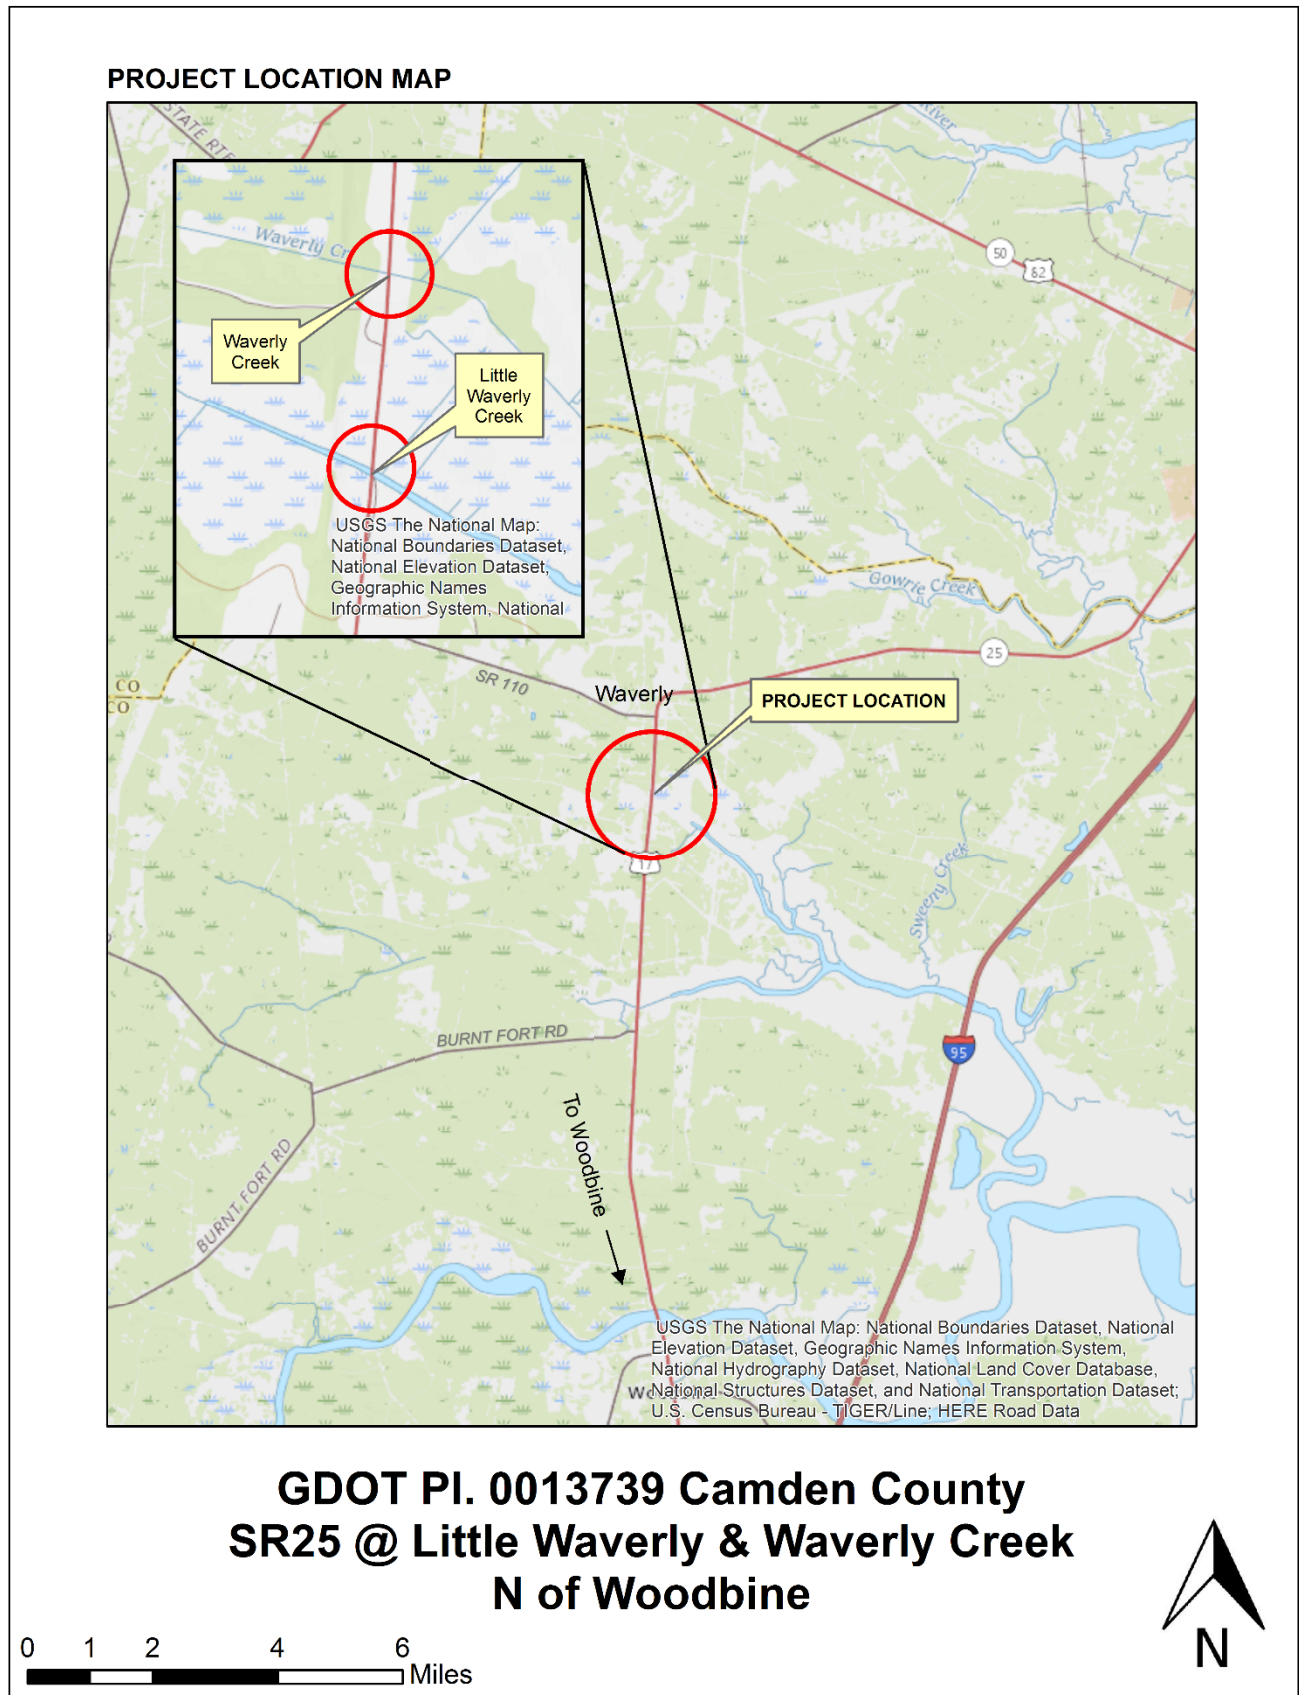 PROJECT LOCATION MAP
STATE RTE
River
50
82
Waverly Cr
Waverly
Creek
Little
Waverly
Creek
USGS The National Map:
National Boundaries Dataset,
National Elevation Dataset,
Geographic Names
Information System, National
Gowrie Creek
25
SR 110
CO
CO
Waverly
PROJECT LOCATION
17
Sweeny Creek
BURNT FORT RD
95
To Woodbine
BURNT FORT RD
USGS The National Map: National Boundaries Dataset, National
Elevation Dataset, Geographic Names Information System,
National Hydrography Dataset, National Land Cover Database,
National Structures Dataset, and National Transportation Dataset;
U.S. Census Bureau - TIGER/Line; HERE Road Data
GDOT PI. 0013739 Camden County
SR25 @ Little Waverly & Waverly Creek
N of Woodbine
0 1 2 4 6
Miles
N